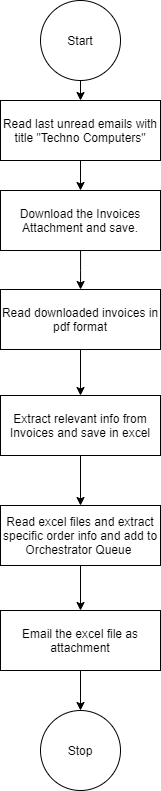 Start
Read last unread emails with
title "Techno Computers"
Download the Invoices
Attachment and save.
Read downloaded invoices in
pdf format
Extract relevant info from
Invoices and save in excel
Read excel files and extract
specific order info and add to
Orchestrator Queue
Email the excel file as
attachment
Stop